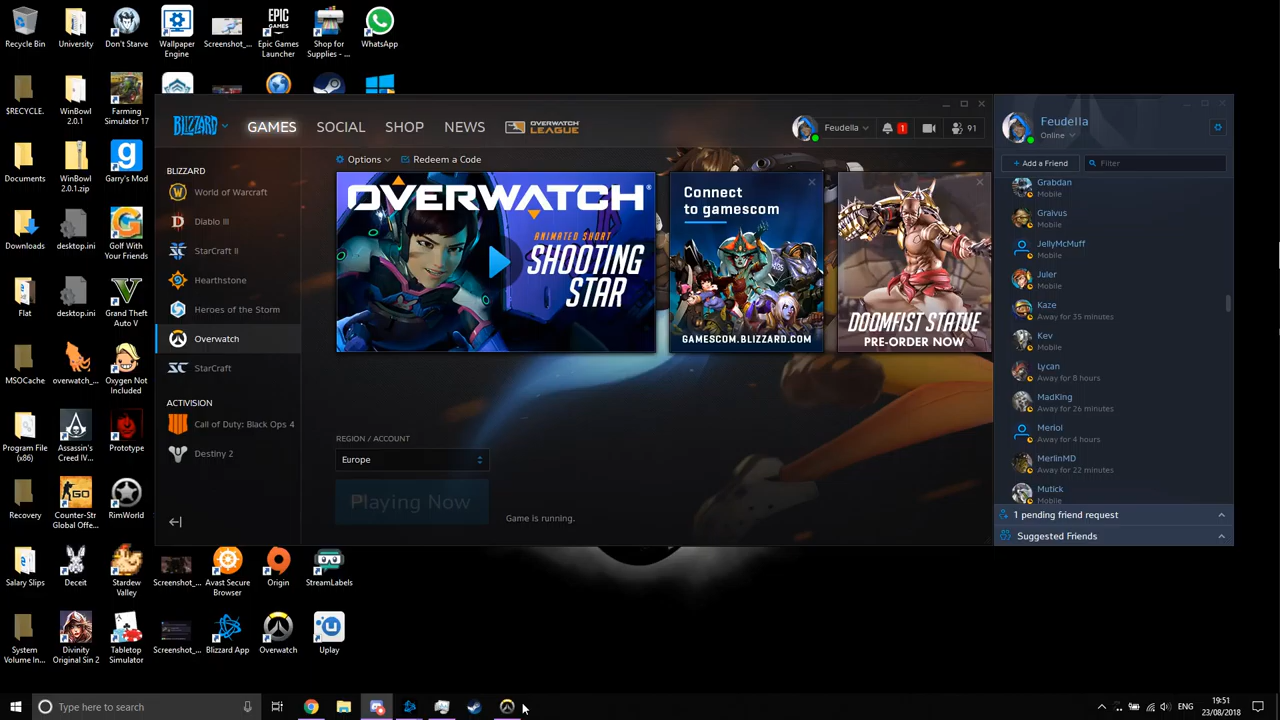 Recycle Bin
University
Don't Starve
Wallpaper Engine
Screenshot_...
Epic Games Launcher
Shop for Supplies - ...
WhatsApp
$RECYCLE.
WinBowl 2.0.1
Farming Simulator 17
Documents
WinBowl 2.0.1.zip
Garry's Mod
Downloads
desktop.ini
Golf With Your Friends
Flat
desktop.ini
Grand Theft Auto V
MSOCache
overwatch_...
Oxygen Not Included
Program File (x86)
Assassin's Creed IV...
Prototype
Recovery
Counter-Str Global Offe...
RimWorld
Salary Slips
Deceit
Stardew Valley
Screenshot_...
Avast Secure Browser
Origin
StreamLabels
System Volume In...
Divinity Original Sin 2
Tabletop Simulator
Screenshot_...
Blizzard App
Overwatch
Uplay
BLIZZARD
GAMES
SOCIAL
SHOP
NEWS
OVERWATCH LEAGUE
Feudella
1
91
BLIZZARD
World of Warcraft
Diablo III
StarCraft II
Hearthstone
Heroes of the Storm
Overwatch
StarCraft
ACTIVISION
Call of Duty: Black Ops 4
Destiny 2
Options
Redeem a Code
OVERWATCH®
ANIMATED SHORT
SHOOTING
STAR
Connect
to gamescom
GAMESCOM.BLIZZARD.COM
DOOMFIST STATUE
PRE-ORDER NOW
REGION / ACCOUNT
Europe
Playing Now
Game is running.
Feudella
Online
Add a Friend
Filter
Grabdan
Mobile
Gralvus
Mobile
JellyMcMuff
Mobile
Juler
Mobile
Kaze
Away for 35 minutes
Kev
Mobile
Lycan
Away for 8 hours
MadKing
Away for 26 minutes
Meriol
Away for 4 hours
MerlinMD
Away for 22 minutes
Mutick
Mobile
1 pending friend request
Suggested Friends
Type here to search
19:51
23/08/2018